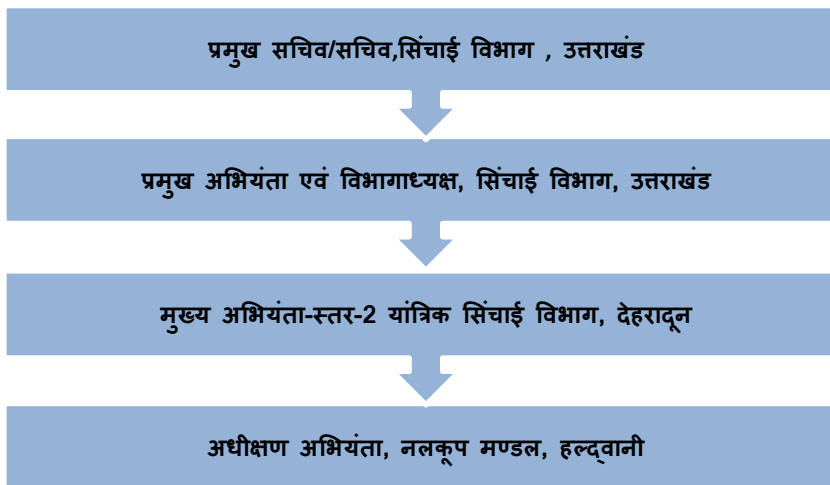 प्रमुख सचिव/सचिव,सिंचाई विभाग , उत्तराखंड
प्रमुख अभियंता एवं विभागाध्यक्ष, सिंचाई विभाग, उत्तराखंड
मुख्य अभियंता-स्तर-2 यांत्रिक सिंचाई विभाग, देहरादून
अधीक्षण अभियंता, नलकूप मण्डल, हल्द्वानी